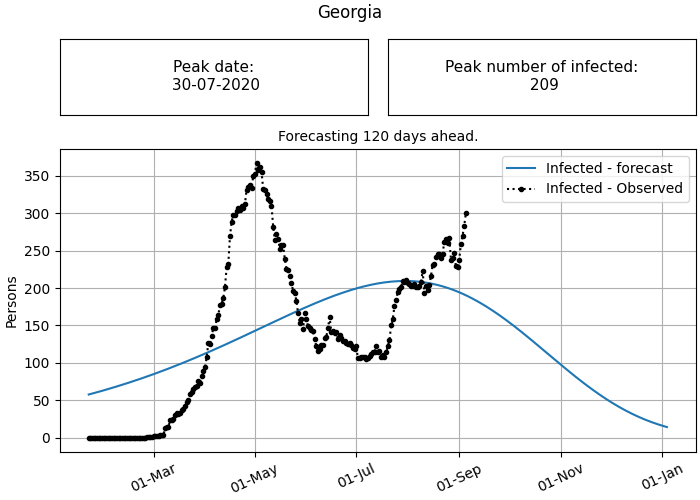 Georgia
Peak date:
30-07-2020
Peak number of infected:
209
Forecasting 120 days ahead.
Infected - forecast
Infected - Observed
Persons
350
300
250
200
150
100
50
0
01-Mar
01-May
01-Jul
01-Sep
01-Nov
01-Jan